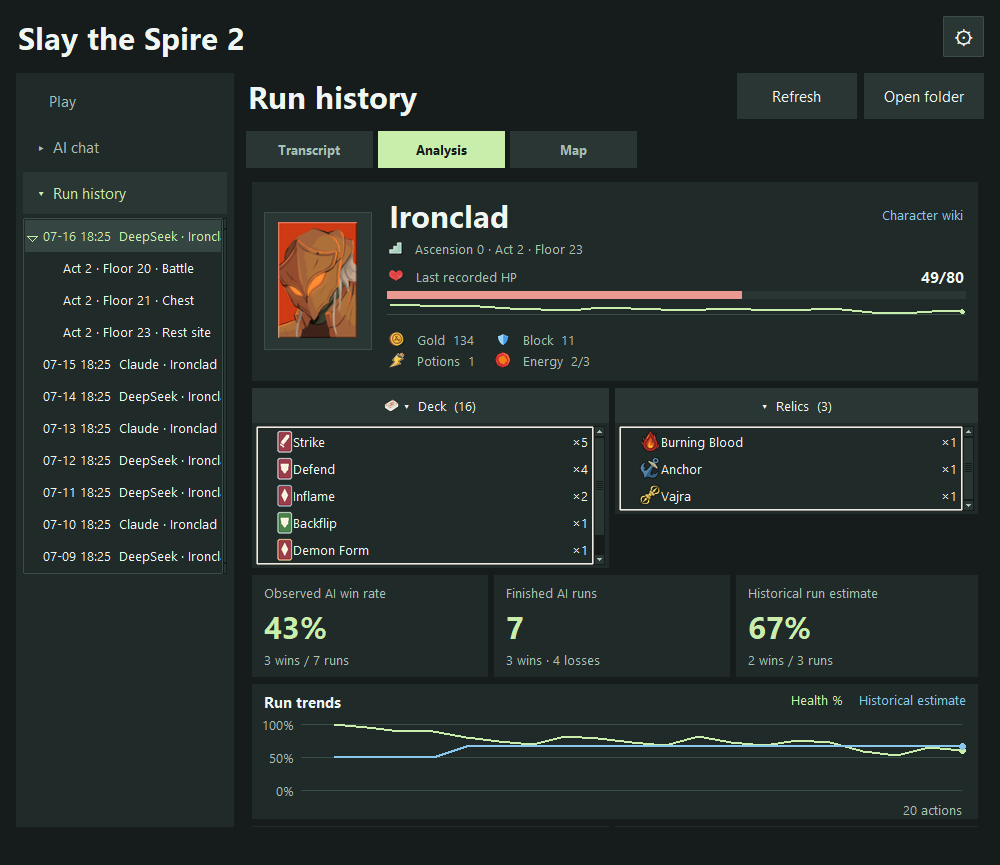 Slay the Spire 2
Play
AI chat
Run history
07-16 18:25 DeepSeek · Ironcl
Act 2 · Floor 20 · Battle
Act 2 · Floor 21 · Chest
Act 2 · Floor 23 · Rest site
07-15 18:25 Claude · Ironclad
07-14 18:25 DeepSeek · Ironcl
07-13 18:25 Claude · Ironclad
07-12 18:25 DeepSeek · Ironcl
07-11 18:25 DeepSeek · Ironcl
07-10 18:25 Claude · Ironclad
07-09 18:25 DeepSeek · Ironcl
Run history
Refresh
Open folder
Transcript
Analysis
Map
Ironclad
Character wiki
Ascension 0 · Act 2 · Floor 23
Last recorded HP
49/80
Gold 134
Block 11
Potions 1
Energy 2/3
Deck (16)
Strike ×5
Defend ×4
Inflame ×2
Backflip ×1
Demon Form ×1
Relics (3)
Burning Blood ×1
Anchor ×1
Vajra ×1
Observed AI win rate
43%
3 wins / 7 runs
Finished AI runs
7
3 wins · 4 losses
Historical run estimate
67%
2 wins / 3 runs
Run trends
Health %
Historical estimate
100%
50%
0%
20 actions